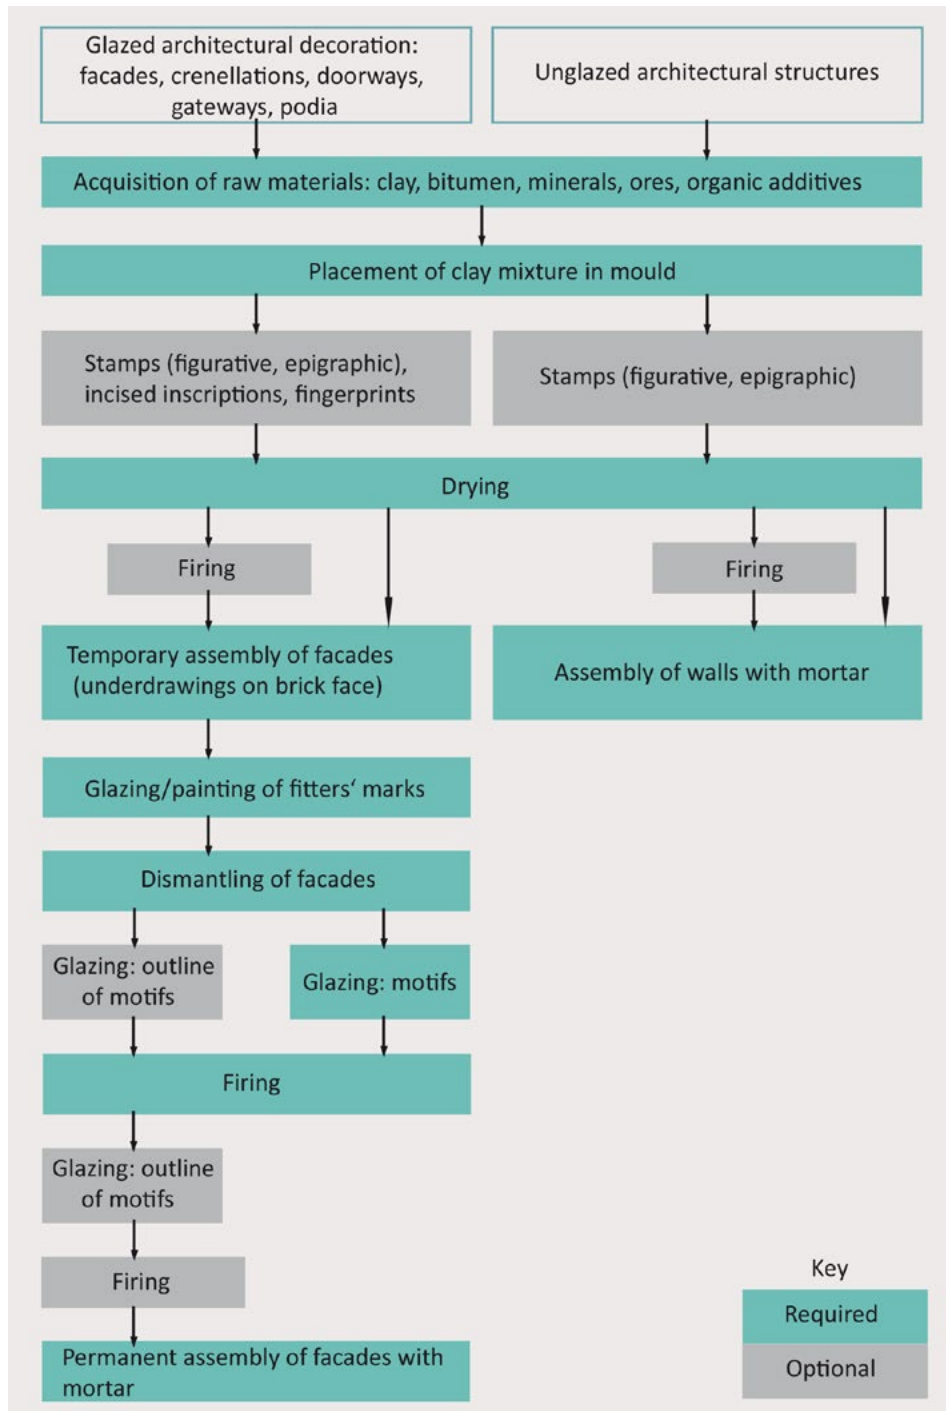 Glazed architectural decoration:
facades, crenellations, doorways,
gateways, podia
Unglazed architectural structures
Acquisition of raw materials: clay, bitumen, minerals, ores, organic additives
Placement of clay mixture in mould
Stamps (figurative, epigraphic),
incised inscriptions, fingerprints
Stamps (figurative, epigraphic)
Drying
Firing
Firing
Temporary assembly of facades
(underdrawings on brick face)
Assembly of walls with mortar
Glazing/painting of fitters‘ marks
Dismantling of facades
Glazing: outline
of motifs
Glazing: motifs
Firing
Glazing: outline
of motifs
Firing
Permanent assembly of facades with
mortar
Key
Required
Optional